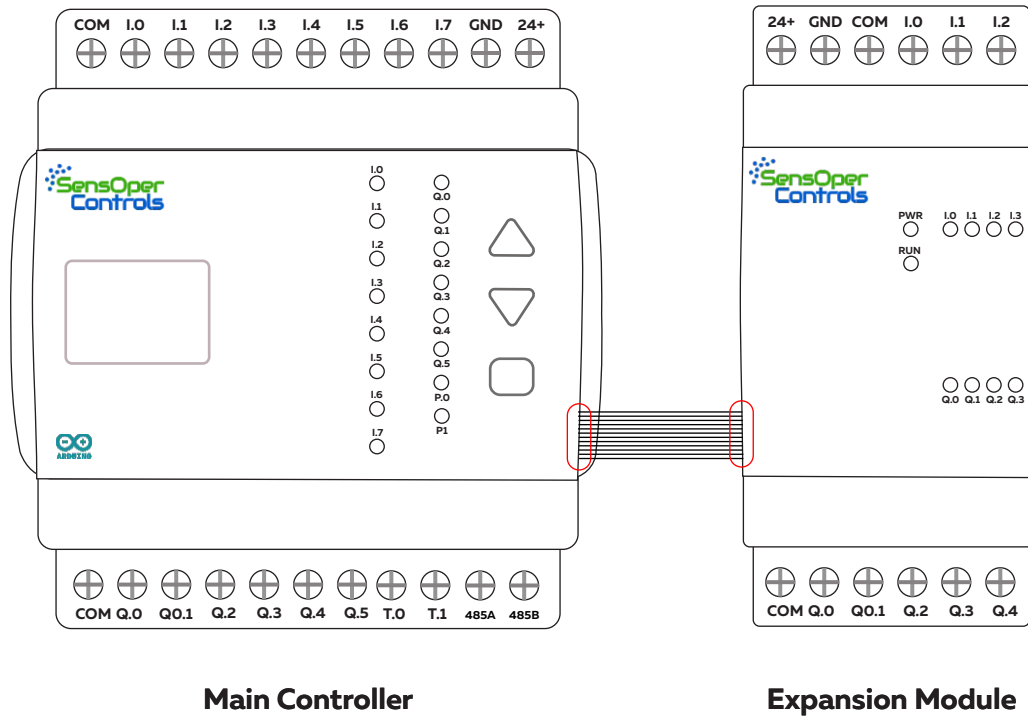 COM I.0 I.1 I.2 I.3 I.4 I.5 I.6 I.7 GND 24+
SensOper
Controls
I.0
I.1
I.2
I.3
I.4
I.5
I.6
I.7
Q.0
Q.1
Q.2
Q.3
Q.4
Q.5
P.0
P1
ARDUINO
COM Q.0 Q0.1 Q.2 Q.3 Q.4 Q.5 T.0 T.1 485A 485B
Main Controller
24+ GND COM I.0 I.1 I.2
SensOper
Controls
PWR I.0 I.1 I.2 I.3
RUN
Q.0 Q.1 Q.2 Q.3
COM Q.0 Q0.1 Q.2 Q.3 Q.4
Expansion Module